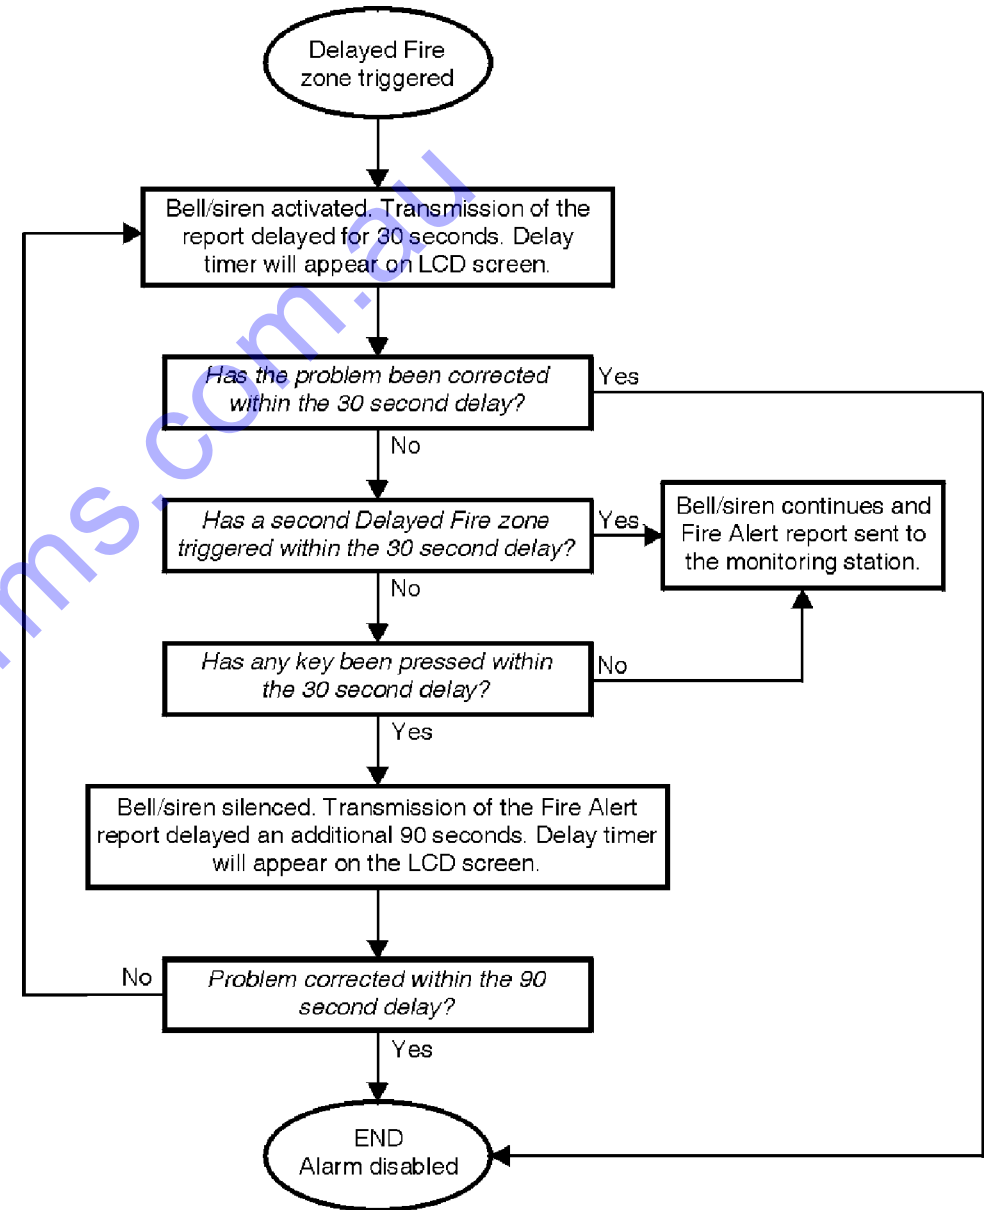 Delayed Fire
zone triggered
Bell/siren activated. Transmission of the
report delayed for 30 seconds. Delay
timer will appear on LCD screen.
Has the problem been corrected
within the 30 second delay?
Yes
No
Has a second Delayed Fire zone
triggered within the 30 second delay?
Yes
Bell/siren continues and
Fire Alert report sent to
the monitoring station.
No
Has any key been pressed within
the 30 second delay?
No
Yes
Bell/siren silenced. Transmission of the Fire Alert
report delayed an additional 90 seconds. Delay timer
will appear on the LCD screen.
No
Problem corrected within the 90
second delay?
Yes
END
Alarm disabled
ms.com.au